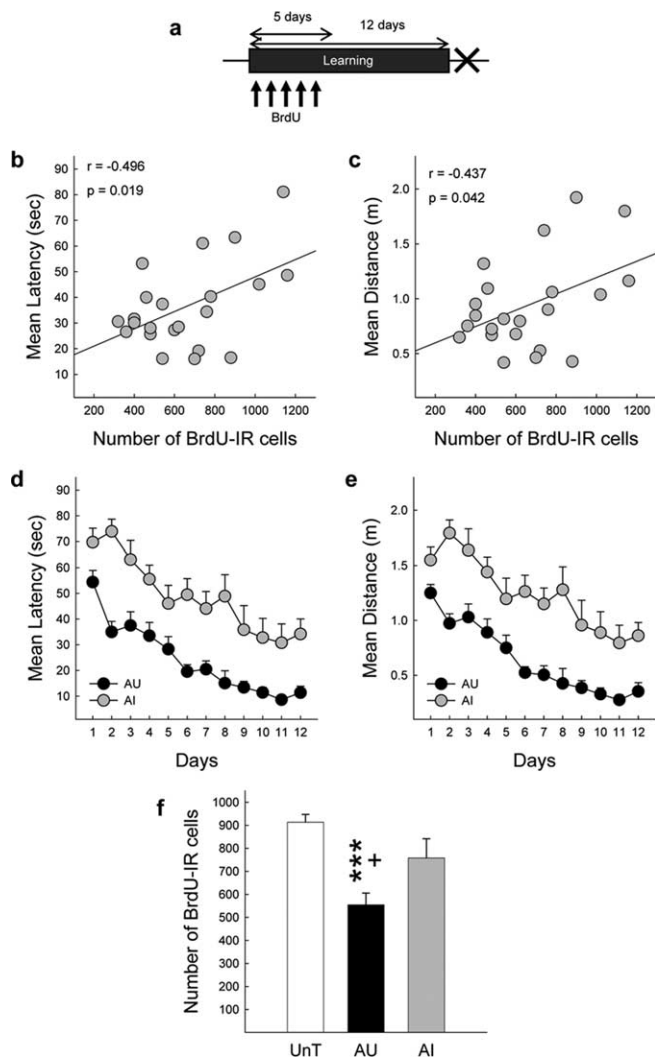 a
5 days
12 days
Learning
BrdU
b
r = -0.496
p = 0.019
Mean Latency (sec)
90
80
70
60
50
40
30
20
10
200 400 600 800 1000 1200
Number of BrdU-IR cells
c
r = -0.437
p = 0.042
Mean Distance (m)
2.0
1.5
1.0
0.5
200 400 600 800 1000 1200
Number of BrdU-IR cells
d
Mean Latency (sec)
90
80
70
60
50
40
30
20
10
AU
AI
1 2 3 4 5 6 7 8 9 10 11 12
Days
e
Mean Distance (m)
2.0
1.5
1.0
0.5
AU
AI
1 2 3 4 5 6 7 8 9 10 11 12
Days
f
Number of BrdU-IR cells
1000
900
800
700
600
500
400
300
200
100
***
+
UnT AU AI